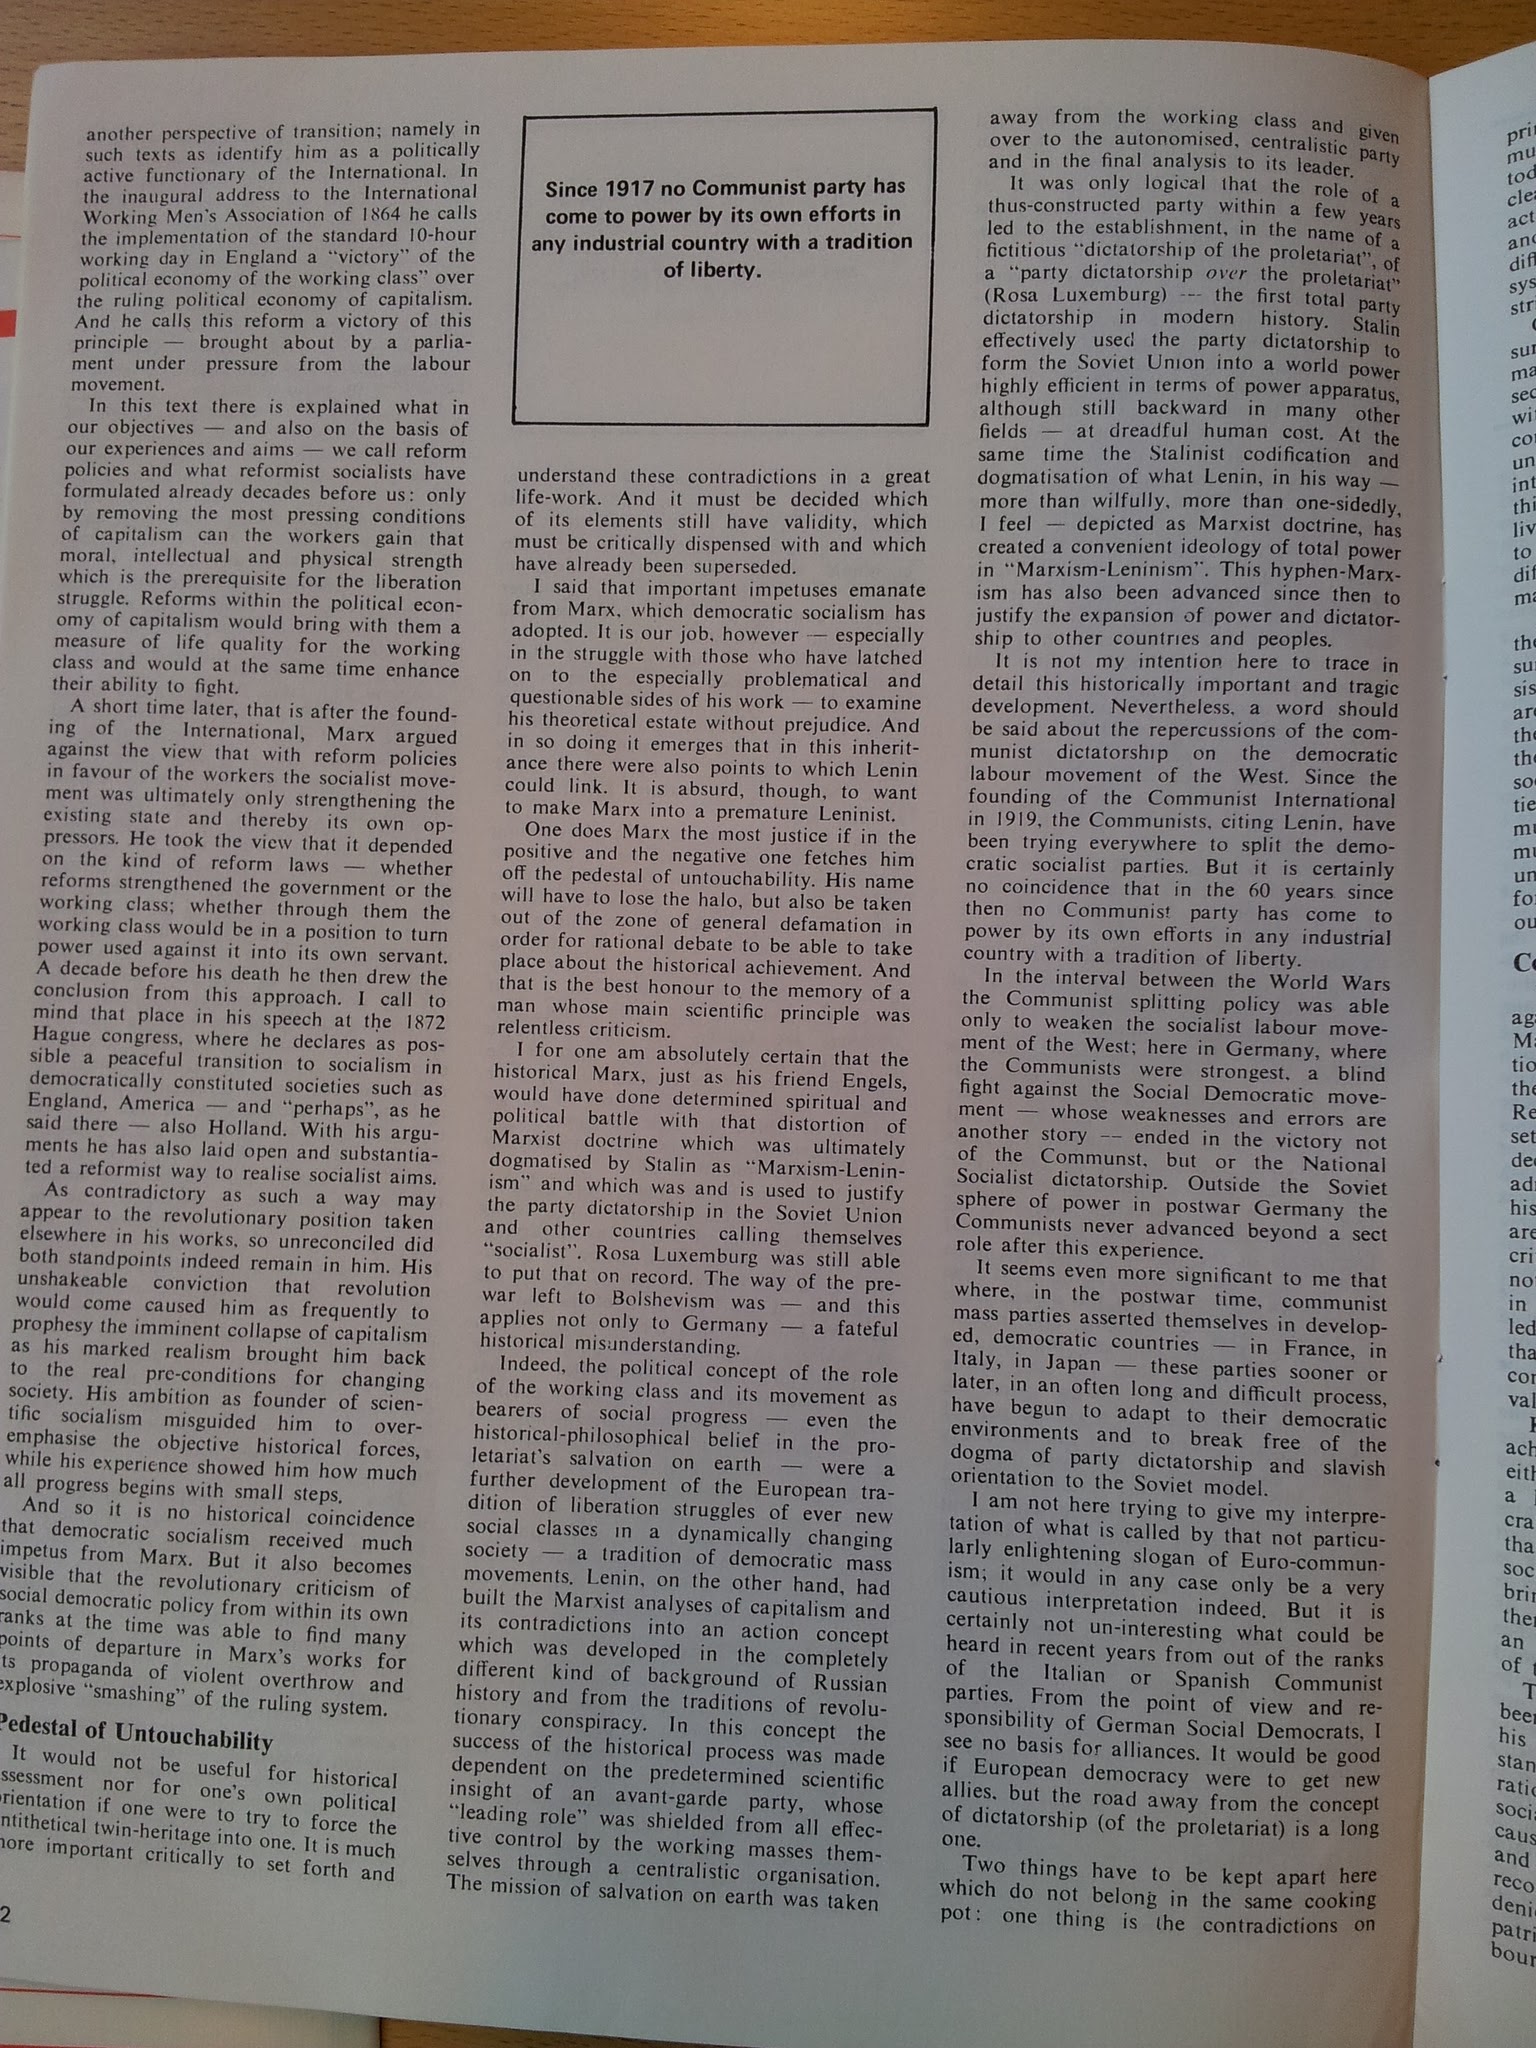 another perspective of transition; namely in
such texts as identify him as a politically
active functionary of the International. In
the inaugural address to the International
Working Men's Association of 1864 he calls
the implementation of the standard 10-hour
working day in England a “victory” of the
political economy of the working class” over
the ruling political economy of capitalism.
And he calls this reform a victory of this
principle — brought about by a parlia-
ment under pressure from the labour
movement.
In this text there is explained what in
our objectives — and also on the basis of
our experiences and aims — we call reform
policies and what reformist socialists have
formulated already decades before us: only
by removing the most pressing conditions
of capitalism can the workers gain that
moral, intellectual and physical strength
which is the prerequisite for the liberation
struggle. Reforms within the political econ-
omy of capitalism would bring with them a
measure of life quality for the working
class and would at the same time enhance
their ability to fight.
A short time later, that is after the found-
ing of the International, Marx argued
against the view that with reform policies
in favour of the workers the socialist move-
ment was ultimately only strengthening the
existing state and thereby its own op-
pressors. He took the view that it depended
on the kind of reform laws — whether
reforms strengthened the government or the
working class; whether through them the
working class would be in a position to turn
power used against it into its own servant.
A decade before his death he then drew the
conclusion from this approach. I call to
mind that place in his speech at the 1872
Hague congress, where he declares as pos-
sible a peaceful transition to socialism in
democratically constituted societies such as
England, America — and “perhaps”, as he
said there — also Holland. With his argu-
ments he has also laid open and substantia-
ted a reformist way to realise socialist aims.
As contradictory as such a way may
appear to the revolutionary position taken
elsewhere in his works, so unreconciled did
both standpoints indeed remain in him. His
unshakeable conviction that revolution
would come caused him as frequently to
prophesy the imminent collapse of capitalism
as his marked realism brought him back
to the real pre-conditions for changing
society. His ambition as founder of scien-
tific socialism misguided him to over-
emphasise the objective historical forces,
while his experience showed him how much
all progress begins with small steps.
And so it is no historical coincidence
that democratic socialism received much
impetus from Marx. But it also becomes
visible that the revolutionary criticism of
social democratic policy from within its own
ranks at the time was able to find many
points of departure in Marx's works for
ts propaganda of violent overthrow and
explosive “smashing” of the ruling system.
Pedestal of Untouchability
It would not be useful for historical
ssessment nor for one's own political
rientation if one were to try to force the
ntithetical twin-heritage into one. It is much
ore important critically to set forth and
2
Since 1917 no Communist party has
come to power by its own efforts in
any industrial country with a tradition
of liberty.
understand these contradictions in a great
life-work. And it must be decided which
of its elements still have validity, which
must be critically dispensed with and which
have already been superseded.
I said that important impetuses emanate
from Marx, which democratic socialism has
adopted. It is our job, however — especially
in the struggle with those who have latched
on to the especially problematical and
questionable sides of his work — to examine
his theoretical estate without prejudice. And
in so doing it emerges that in this inherit-
ance there were also points to which Lenin
could link. It is absurd, though, to want
to make Marx into a premature Leninist.
One does Marx the most justice if in the
positive and the negative one fetches him
off the pedestal of untouchability. His name
will have to lose the halo, but also be taken
out of the zone of general defamation in
order for rational debate to be able to take
place about the historical achievement. And
that is the best honour to the memory of a
man whose main scientific principle was
relentless criticism.
I for one am absolutely certain that the
historical Marx, just as his friend Engels,
would have done determined spiritual and
political battle with that distortion of
Marxist doctrine which was ultimately
dogmatised by Stalin as “Marxism-Lenin-
ism” and which was and is used to justify
the party dictatorship in the Soviet Union
and other countries calling themselves
“socialist”. Rosa Luxemburg was still able
to put that on record. The way of the pre-
war left to Bolshevism was — and this
applies not only to Germany — a fateful
historical misunderstanding.
Indeed, the political concept of the role
of the working class and its movement as
bearers of social progress — even the
historical-philosophical belief in the pro-
letariat's salvation on earth — were a
further development of the European tra-
dition of liberation struggles of ever new
social classes in a dynamically changing
society — a tradition of democratic mass
movements. Lenin, on the other hand, had
built the Marxist analyses of capitalism and
its contradictions into an action concept
which was developed in the completely
different kind of background of Russian
history and from the traditions of revolu-
tionary conspiracy. In this concept the
success of the historical process was made
dependent on the predetermined scientific
insight of an avant-garde party, whose
“leading role” was shielded from all effec-
tive control by the working masses them-
selves through a centralistic organisation.
The mission of salvation on earth was taken
away from the working class and given
over to the autonomised, centralistic party
and in the final analysis to its leader.
It was only logical that the role of a
thus-constructed party within a few years
led to the establishment, in the name of a
fictitious “dictatorship of the proletariat”, of
a “party dictatorship over the proletariat”
(Rosa Luxemburg) — the first total party
dictatorship in modern history. Stalin
effectively used the party dictatorship to
form the Soviet Union into a world power
highly efficient in terms of power apparatus,
although still backward in many other
fields — at dreadful human cost. At the
same time the Stalinist codification and
dogmatisation of what Lenin, in his way —
more than wilfully, more than one-sidedly,
I feel — depicted as Marxist doctrine, has
created a convenient ideology of total power
in “Marxism-Leninism”. This hyphen-Marx-
ism has also been advanced since then to
justify the expansion of power and dictator-
ship to other countries and peoples.
It is not my intention here to trace in
detail this historically important and tragic
development. Nevertheless, a word should
be said about the repercussions of the com-
munist dictatorship on the democratic
labour movement of the West. Since the
founding of the Communist International
in 1919, the Communists, citing Lenin, have
been trying everywhere to split the demo-
cratic socialist parties. But it is certainly
no coincidence that in the 60 years since
then no Communist party has come to
power by its own efforts in any industrial
country with a tradition of liberty.
In the interval between the World Wars
the Communist splitting policy was able
only to weaken the socialist labour move-
ment of the West; here in Germany, where
the Communists were strongest, a blind
fight against the Social Democratic move-
ment — whose weaknesses and errors are
another story — ended in the victory not
of the Communst, but or the National
Socialist dictatorship. Outside the Soviet
sphere of power in postwar Germany the
Communists never advanced beyond a sect
role after this experience.
It seems even more significant to me that
where, in the postwar time, communist
mass parties asserted themselves in develop-
ed, democratic countries — in France, in
Italy, in Japan — these parties sooner or
later, in an often long and difficult process,
have begun to adapt to their democratic
environments and to break free of the
dogma of party dictatorship and slavish
orientation to the Soviet model.
I am not here trying to give my interpre-
tation of what is called by that not particu-
larly enlightening slogan of Euro-commun-
ism; it would in any case only be a very
cautious interpretation indeed. But it is
certainly not un-interesting what could be
heard in recent years from out of the ranks
of the Italian or Spanish Communist
parties. From the point of view and re-
sponsibility of German Social Democrats, I
see no basis for alliances. It would be good
if European democracy were to get new
allies, but the road away from the concept
of dictatorship (of the proletariat) is a long
one.
Two things have to be kept apart here
which do not belong in the same cooking
pot: one thing is the contradictions on